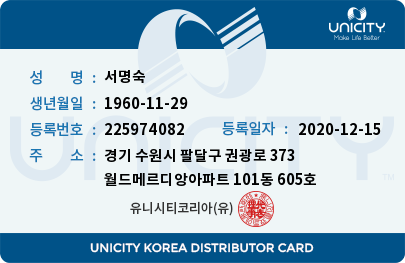 UNICITY
Make Life Better
성 명 : 서명숙
생년월일 : 1960-11-29
등록번호 : 225974082 등록일자 : 2020-12-15
주 소 : 경기 수원시 팔달구 권광로 373
월드메르디앙아파트 101동 605호
유니시티코리아(유)
UNICITY
UNICITY KOREA DISTRIBUTOR CARD